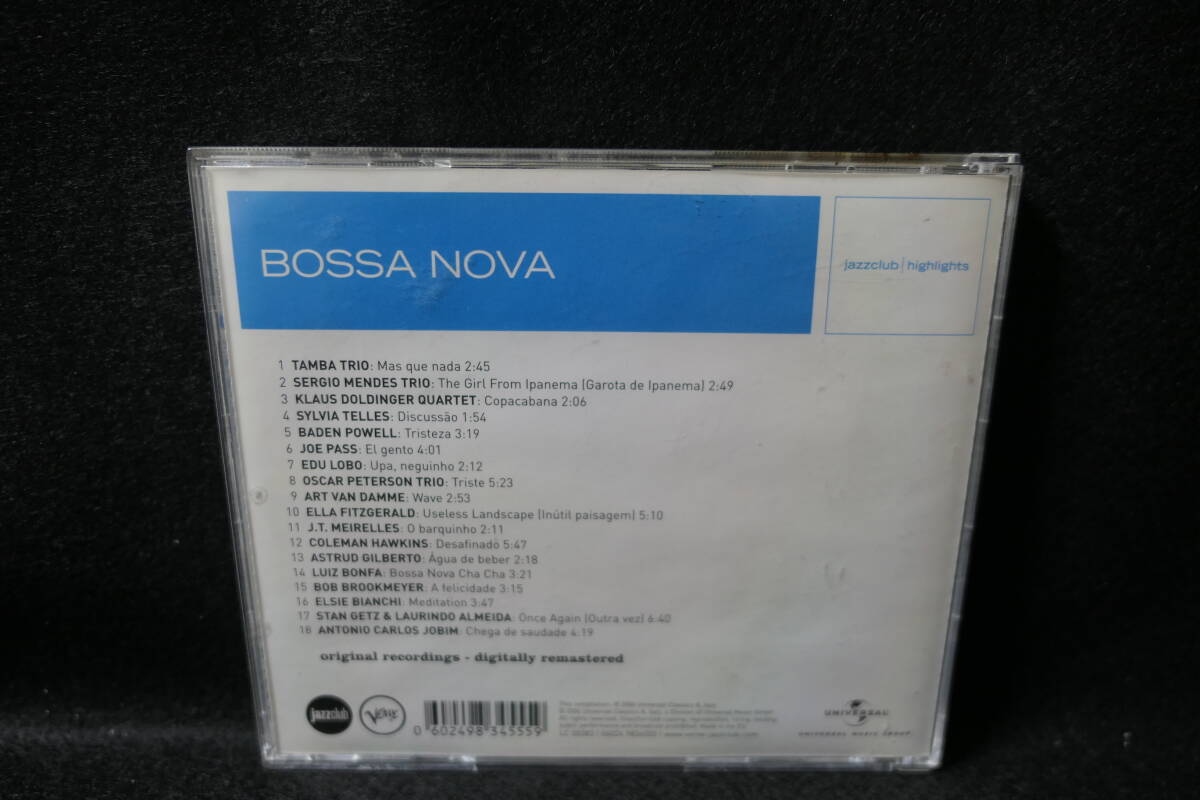 BOSSA NOVA
jazzclub | highlights
1 TAMBA TRIO: Mas que nada 2:45
2 SERGIO MENDES TRIO: The Girl From Ipanema (Garota de Ipanema) 2:49
3 KLAUS DOLDINGER QUARTET: Copacabana 2:06
4 SYLVIA TELLES: Discussão 1:54
5 BADEN POWELL: Tristeza 3:19
6 JOE PASS: El gento 4:01
7 EDU LOBO: Upa, neguinho 2:12
8 OSCAR PETERSON TRIO: Triste 5:23
9 ART VAN DAMME: Wave 2:53
10 ELLA FITZGERALD: Useless Landscape (Inútil paisagem) 5:10
11 J.T. MEIRELLES: O barquinho 2:11
12 COLEMAN HAWKINS: Desafinado 5:47
13 ASTRUD GILBERTO: Água de beber 2:18
14 LUIZ BONFA: Bossa Nova Cha Cha 3:21
15 BOB BROOKMEYER: A felicidade 3:15
16 ELSIE BIANCHI: Meditation 3:47
17 STAN GETZ & LAURINDO ALMEIDA: Once Again (Outra vez) 6:40
18 ANTONIO CARLOS JOBIM: Chega de saudade 4:19
original recordings - digitally remastered
jazzclub
Verve
0 602498 345559
UNIVERSAL
UNIVERSAL MUSIC GROUP